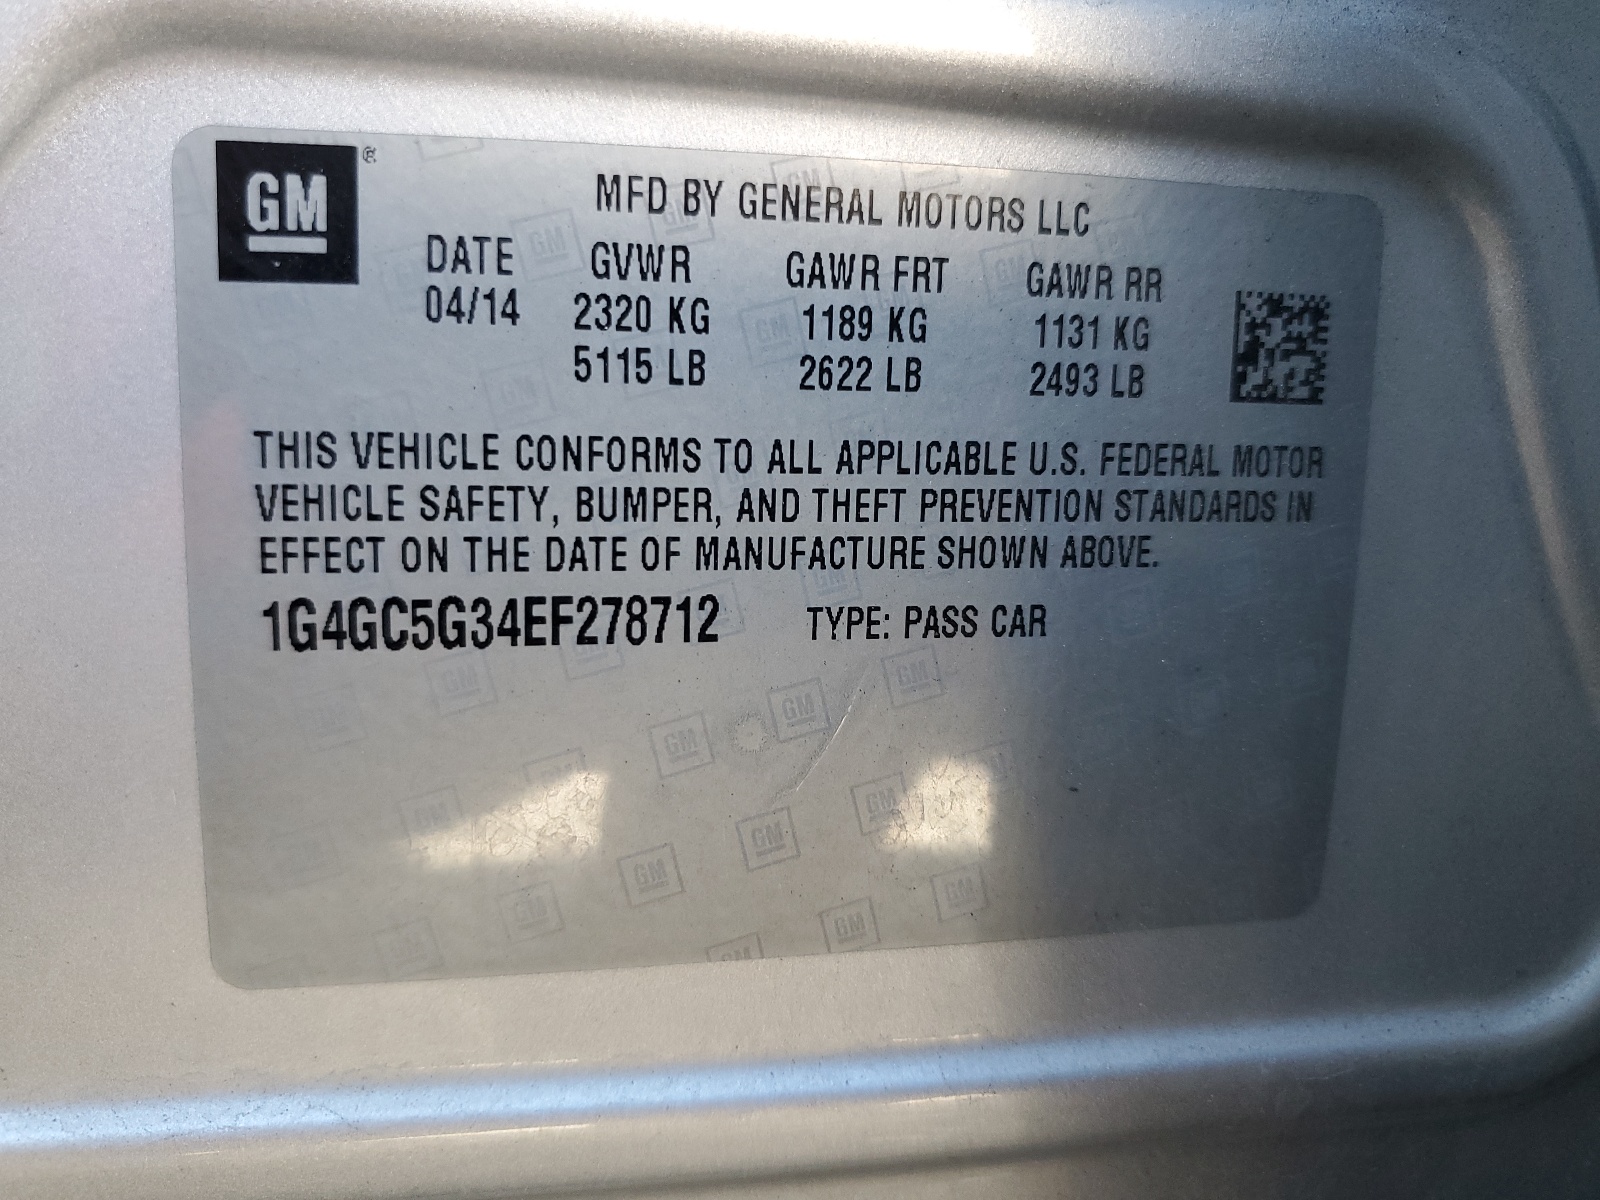 GM
MFD BY GENERAL MOTORS LLC
DATE GVWR GAWR FRT GAWR RR
04/14 2320 KG 1189 KG 1131 KG
5115 LB 2622 LB 2493 LB
THIS VEHICLE CONFORMS TO ALL APPLICABLE U.S. FEDERAL MOTOR
VEHICLE SAFETY, BUMPER, AND THEFT PREVENTION STANDARDS IN
EFFECT ON THE DATE OF MANUFACTURE SHOWN ABOVE.
1G4GC5G34EF278712 TYPE: PASS CAR